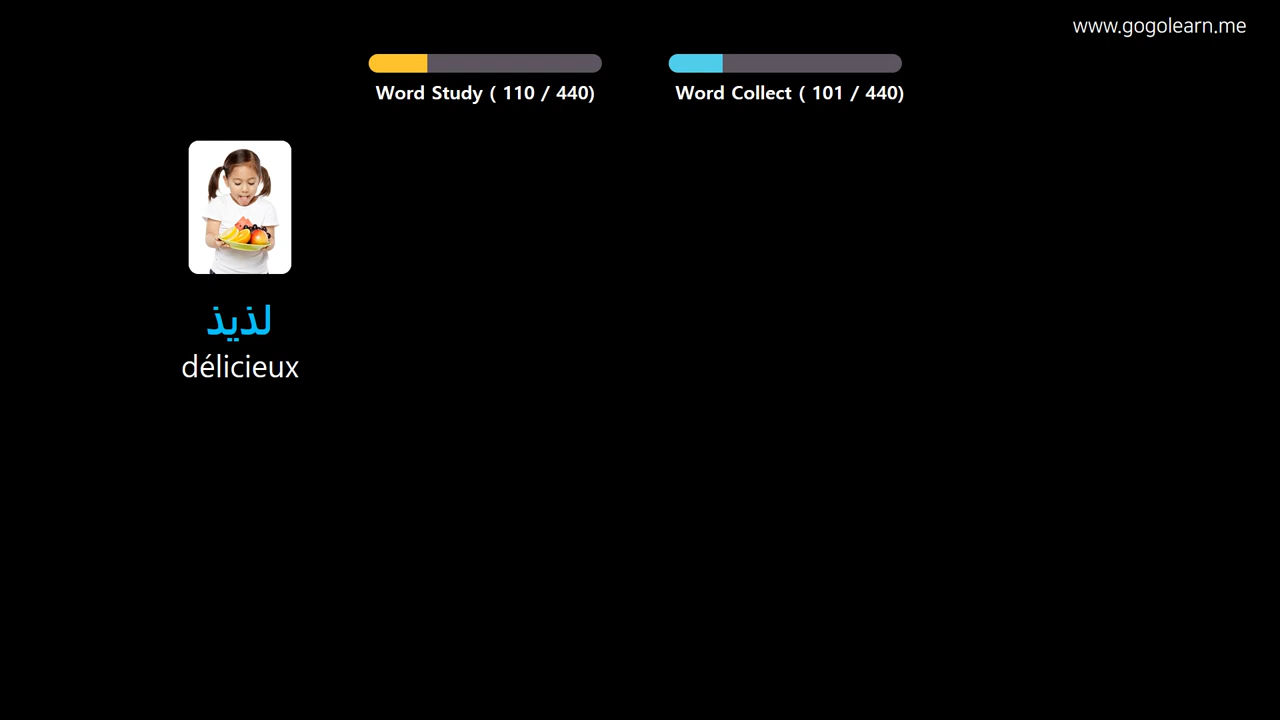 www.gogolearn.me
Word Study ( 110 / 440)
Word Collect ( 101 / 440)
لذيذ
délicieux